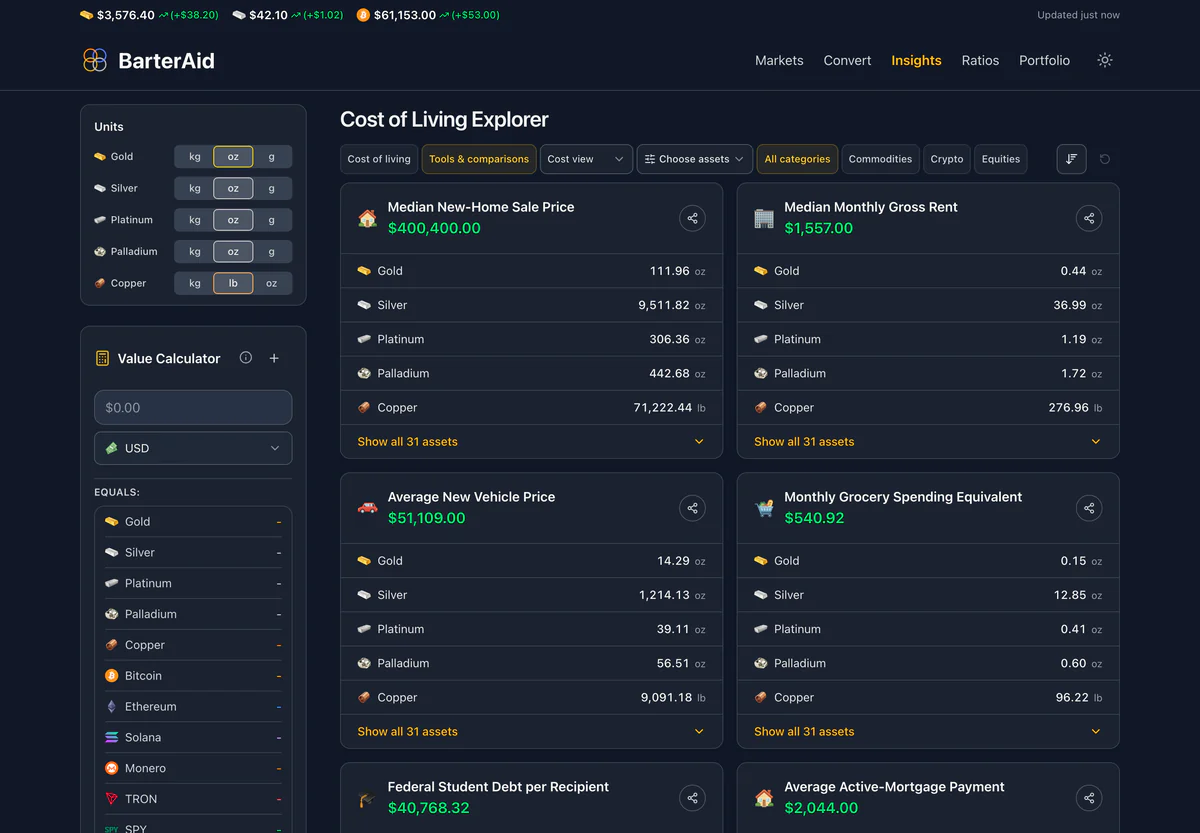 $3,576.40 (+$38.20) $42.10 (+$1.02) $61,153.00 (+$53.00) Updated just now
BarterAid Markets Convert Insights Ratios Portfolio
Units
Gold kg oz g
Silver kg oz g
Platinum kg oz g
Palladium kg oz g
Copper kg lb oz
Value Calculator
$0.00
USD
EQUALS:
Gold -
Silver -
Platinum -
Palladium -
Copper -
Bitcoin -
Ethereum -
Solana -
Monero -
TRON -
SPY SPY -
Cost of Living Explorer
Cost of living Tools & comparisons Cost view Choose assets All categories Commodities Crypto Equities
Median New-Home Sale Price
$400,400.00
Gold 111.96 oz
Silver 9,511.82 oz
Platinum 306.36 oz
Palladium 442.68 oz
Copper 71,222.44 lb
Show all 31 assets
Median Monthly Gross Rent
$1,557.00
Gold 0.44 oz
Silver 36.99 oz
Platinum 1.19 oz
Palladium 1.72 oz
Copper 276.96 lb
Show all 31 assets
Average New Vehicle Price
$51,109.00
Gold 14.29 oz
Silver 1,214.13 oz
Platinum 39.11 oz
Palladium 56.51 oz
Copper 9,091.18 lb
Show all 31 assets
Monthly Grocery Spending Equivalent
$540.92
Gold 0.15 oz
Silver 12.85 oz
Platinum 0.41 oz
Palladium 0.60 oz
Copper 96.22 lb
Show all 31 assets
Federal Student Debt per Recipient
$40,768.32
Average Active-Mortgage Payment
$2,044.00